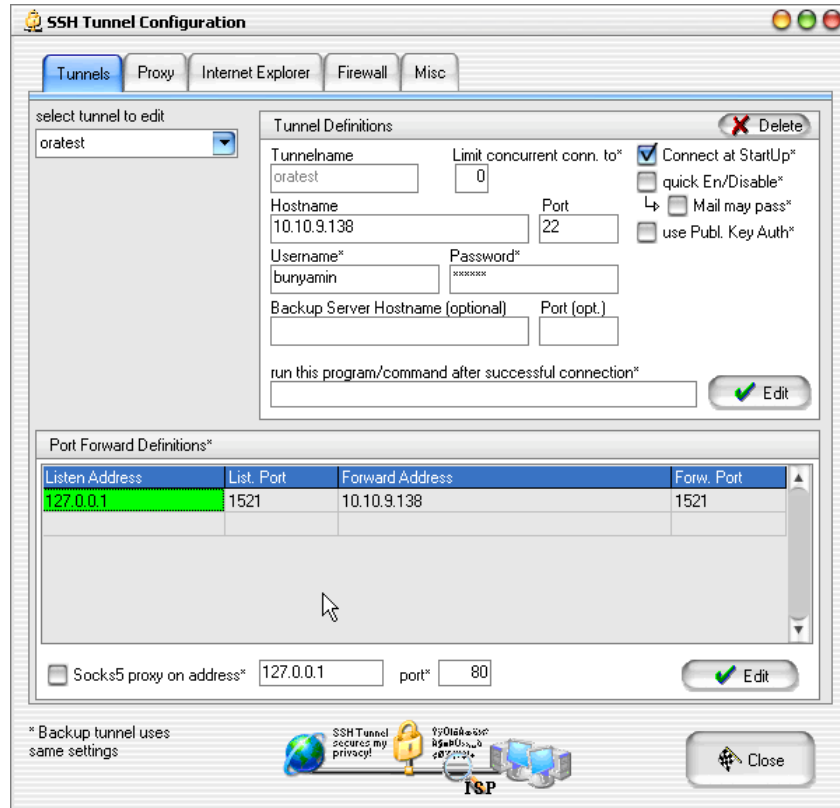 SSH Tunnel Configuration
Tunnels Proxy Internet Explorer Firewall Misc
select tunnel to edit
oratest
Tunnel Definitions
Delete
Tunnelname Limit concurrent conn. to*
oratest 0
Connect at StartUp*
quick En/Disable*
Mail may pass*
use Publ. Key Auth*
Hostname Port
10.10.9.138 22
Username* Password*
bunyamin ******
Backup Server Hostname (optional) Port (opt.)
run this program/command after successful connection*
Edit
Port Forward Definitions*
Listen Address List. Port Forward Address Forw. Port
127.0.0.1 1521 10.10.9.138 1521
Socks5 proxy on address* 127.0.0.1 port* 80
Edit
* Backup tunnel uses
same settings
SSH Tunnel
secures my
privacy!
ISP
Close